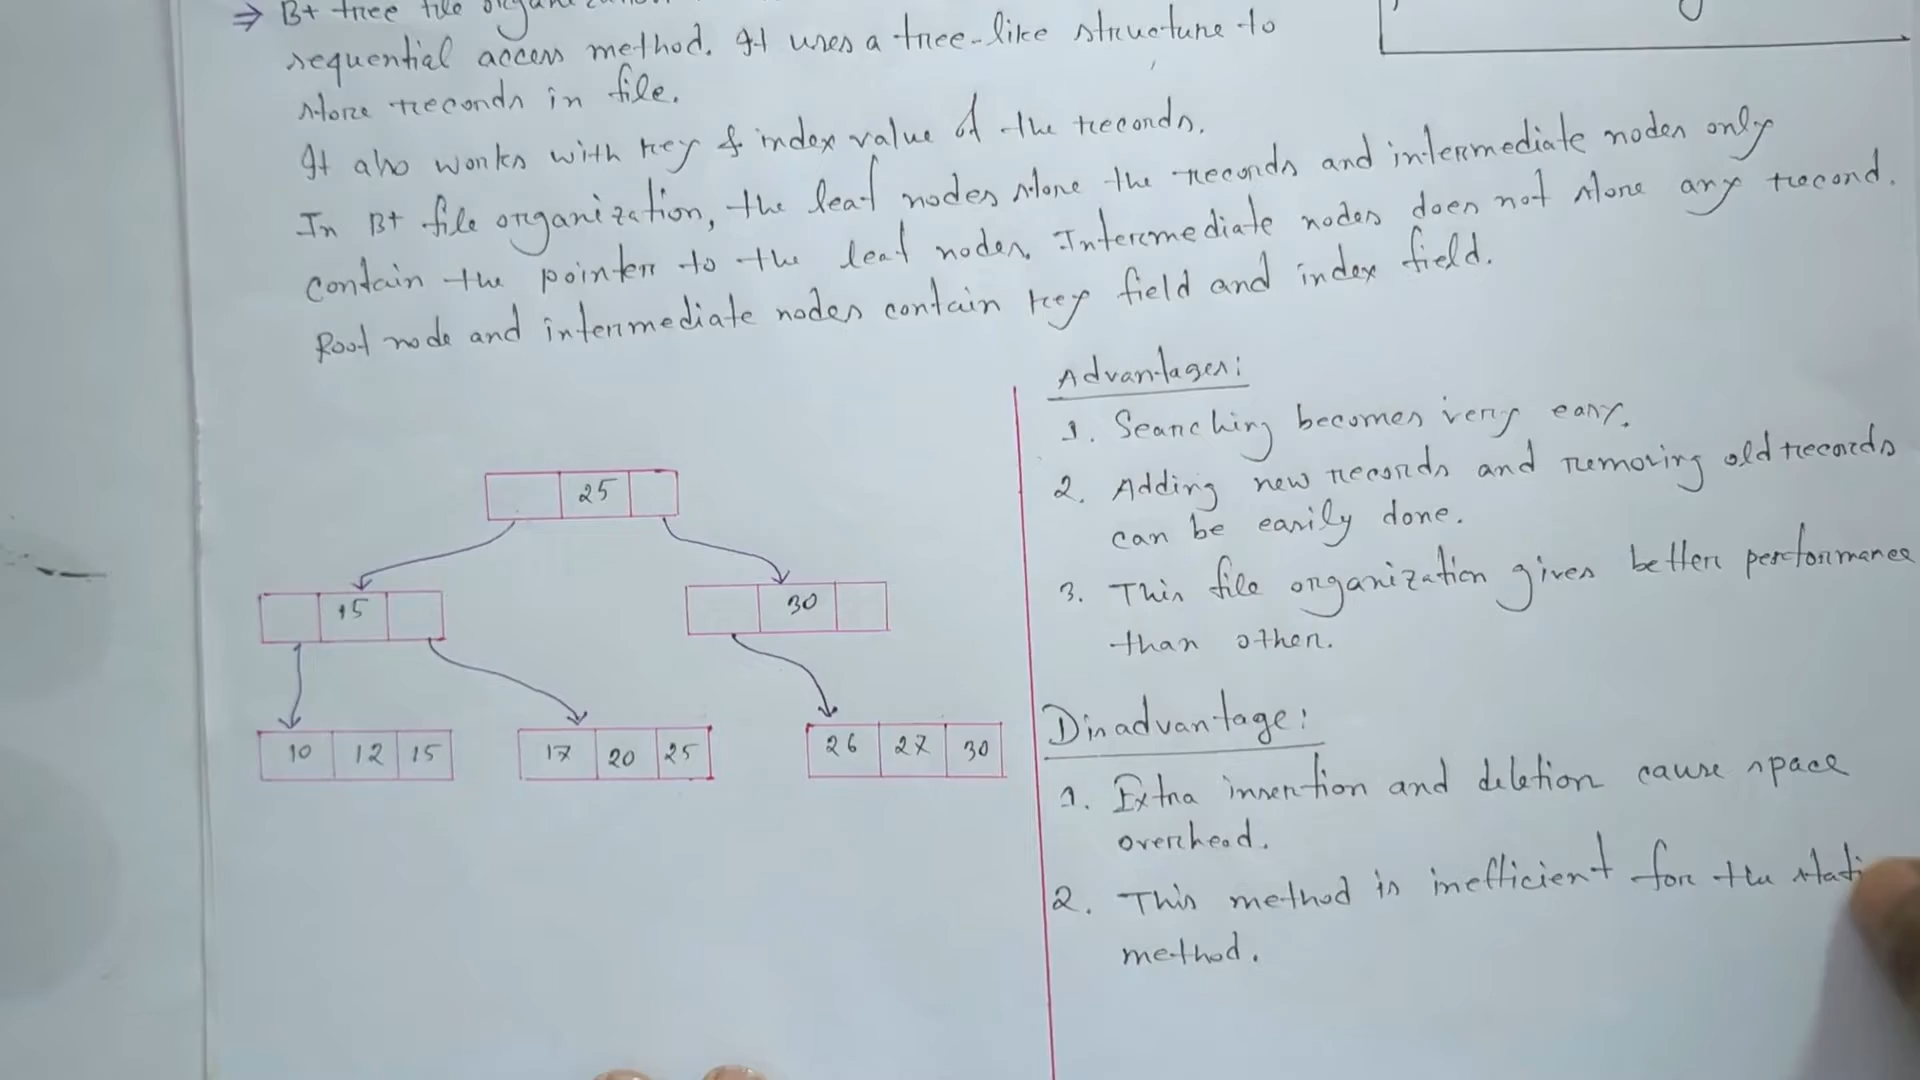 ⇒ B+ tree file
sequential access method. It uses a tree-like structure to
store records in file.
It also works with key & index value of the records.
In B+ file organization, the leaf nodes store the records and intermediate nodes only
contain the pointer to the leaf nodes. Intermediate nodes does not store any record.
Root node and intermediate nodes contain key field and index field.
Advantages:
1. Searching becomes very easy.
2. Adding new records and removing old records
can be easily done.
3. This file organization gives better performance
than other.
Disadvantage:
1. Extra insertion and deletion cause space
overhead.
2. This method is inefficient for the stati
method.
25
15
30
10 12 15
17 20 25
26 27 30